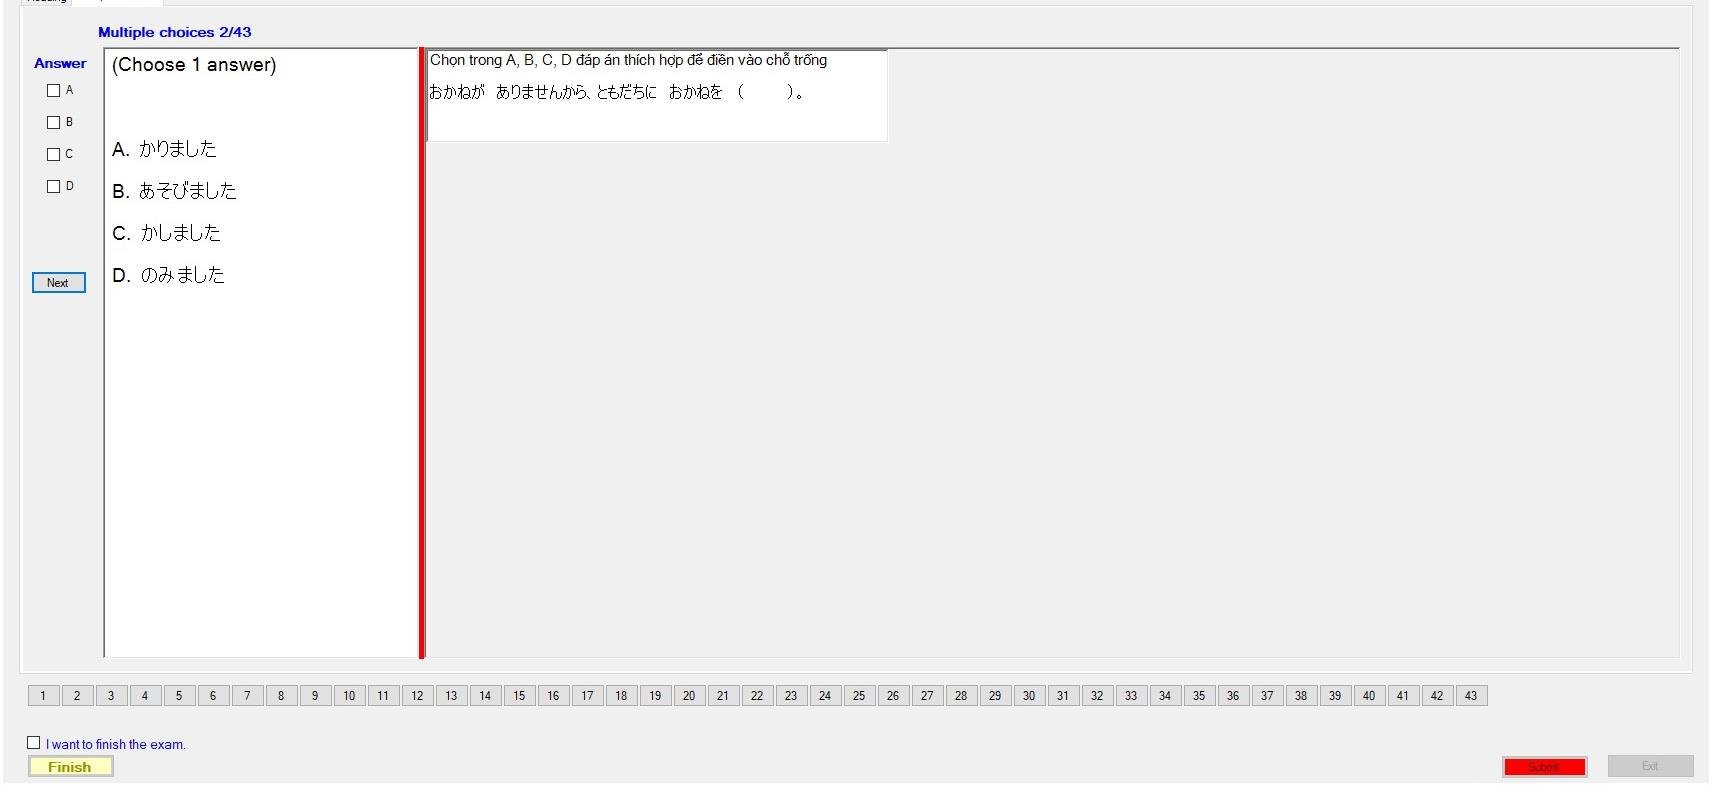 Multiple choices 2/43
Answer
A
B
C
D
Next
(Choose 1 answer)
A. かりました
B. あそびました
C. かしました
D. のみました
Chọn trong A, B, C, D đáp án thích hợp để điền vào chỗ trống
おかねが ありませんから、ともだちに おかねを ( )。
1 2 3 4 5 6 7 8 9 10 11 12 13 14 15 16 17 18 19 20 21 22 23 24 25 26 27 28 29 30 31 32 33 34 35 36 37 38 39 40 41 42 43
I want to finish the exam.
Finish
Submit
Exit